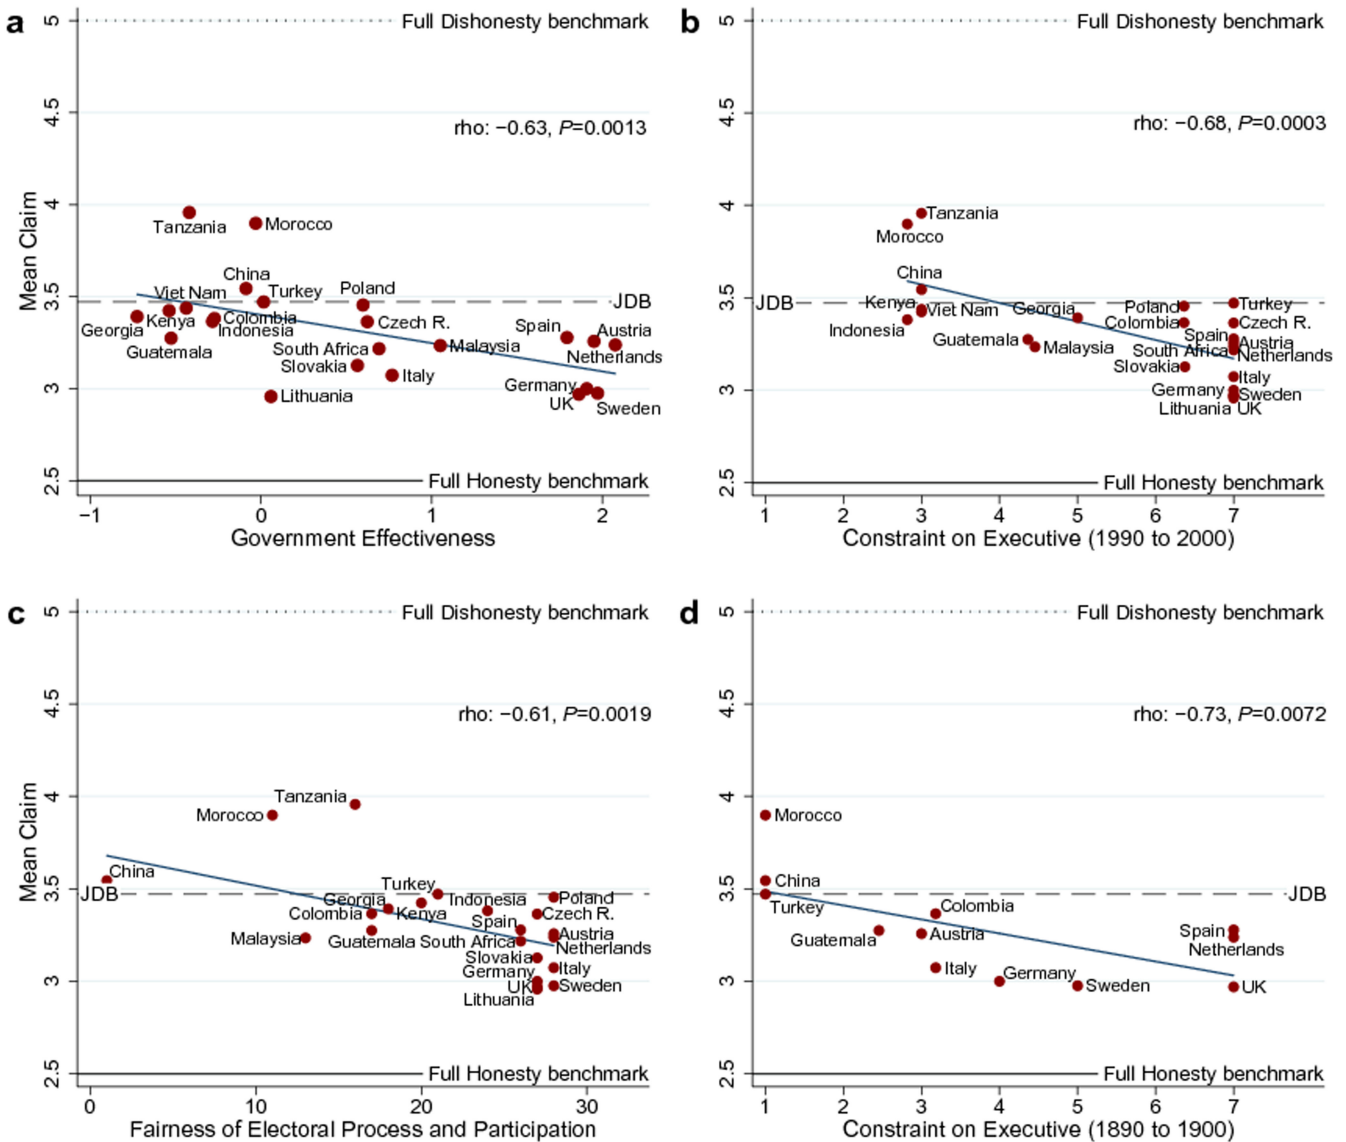 a
Full Dishonesty benchmark
rho: −0.63, P=0.0013
Mean Claim
5
4.5
4
3.5
3
2.5
Tanzania
Morocco
China
Viet Nam
Turkey
Poland
JDB
Georgia
Kenya
Colombia
Indonesia
Czech R.
Guatemala
South Africa
Malaysia
Spain
Austria
Netherlands
Slovakia
Italy
Lithuania
Germany
UK
Sweden
Full Honesty benchmark
−1 0 1 2
Government Effectiveness
b
Full Dishonesty benchmark
rho: −0.68, P=0.0003
5
4.5
4
3.5
3
2.5
Tanzania
Morocco
China
JDB
Kenya
Viet Nam
Indonesia
Georgia
Guatemala
Malaysia
Poland
Turkey
Colombia
Czech R.
Spain
Austria
South Africa
Netherlands
Slovakia
Italy
Germany
Sweden
Lithuania
UK
Full Honesty benchmark
1 2 3 4 5 6 7
Constraint on Executive (1990 to 2000)
c
Full Dishonesty benchmark
rho: −0.61, P=0.0019
Mean Claim
5
4.5
4
3.5
3
2.5
Tanzania
Morocco
China
JDB
Turkey
Georgia
Indonesia
Poland
Colombia
Kenya
Czech R.
Spain
Malaysia
Guatemala
South Africa
Austria
Netherlands
Slovakia
Germany
Italy
UK
Sweden
Lithuania
Full Honesty benchmark
0 10 20 30
Fairness of Electoral Process and Participation
d
Full Dishonesty benchmark
rho: −0.73, P=0.0072
5
4.5
4
3.5
3
2.5
Morocco
China
JDB
Turkey
Colombia
Guatemala
Austria
Spain
Netherlands
Italy
Germany
Sweden
UK
Full Honesty benchmark
1 2 3 4 5 6 7
Constraint on Executive (1890 to 1900)